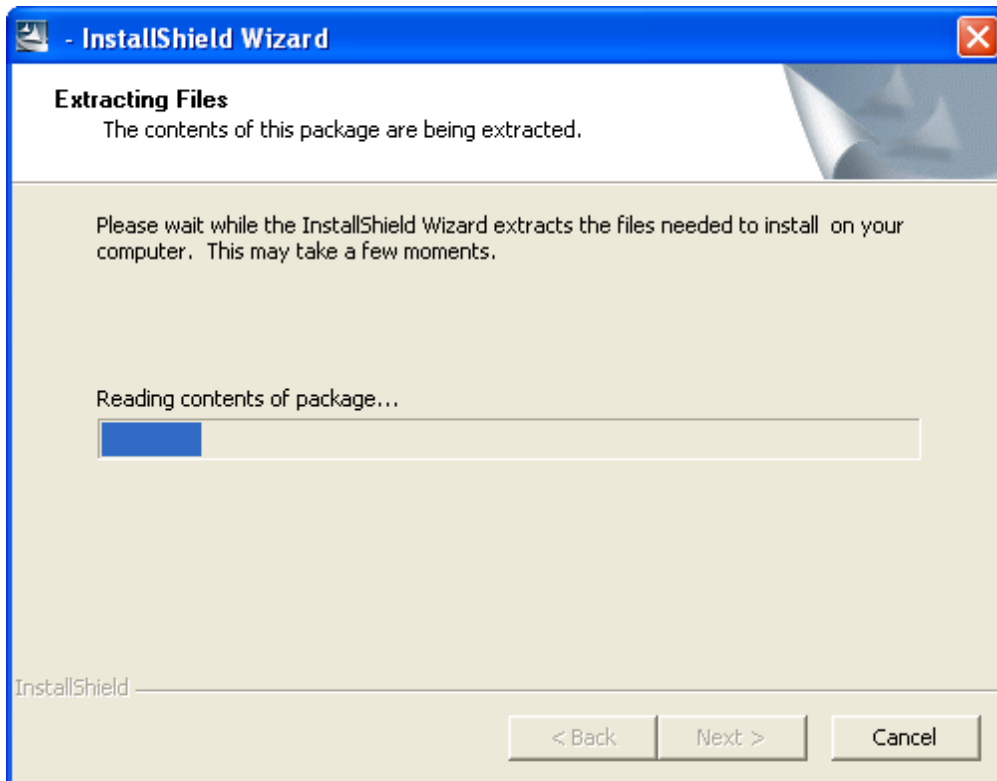 - InstallShield Wizard
Extracting Files
The contents of this package are being extracted.
Please wait while the InstallShield Wizard extracts the files needed to install  on your
computer.  This may take a few moments.
Reading contents of package...
InstallShield
< Back Next > Cancel